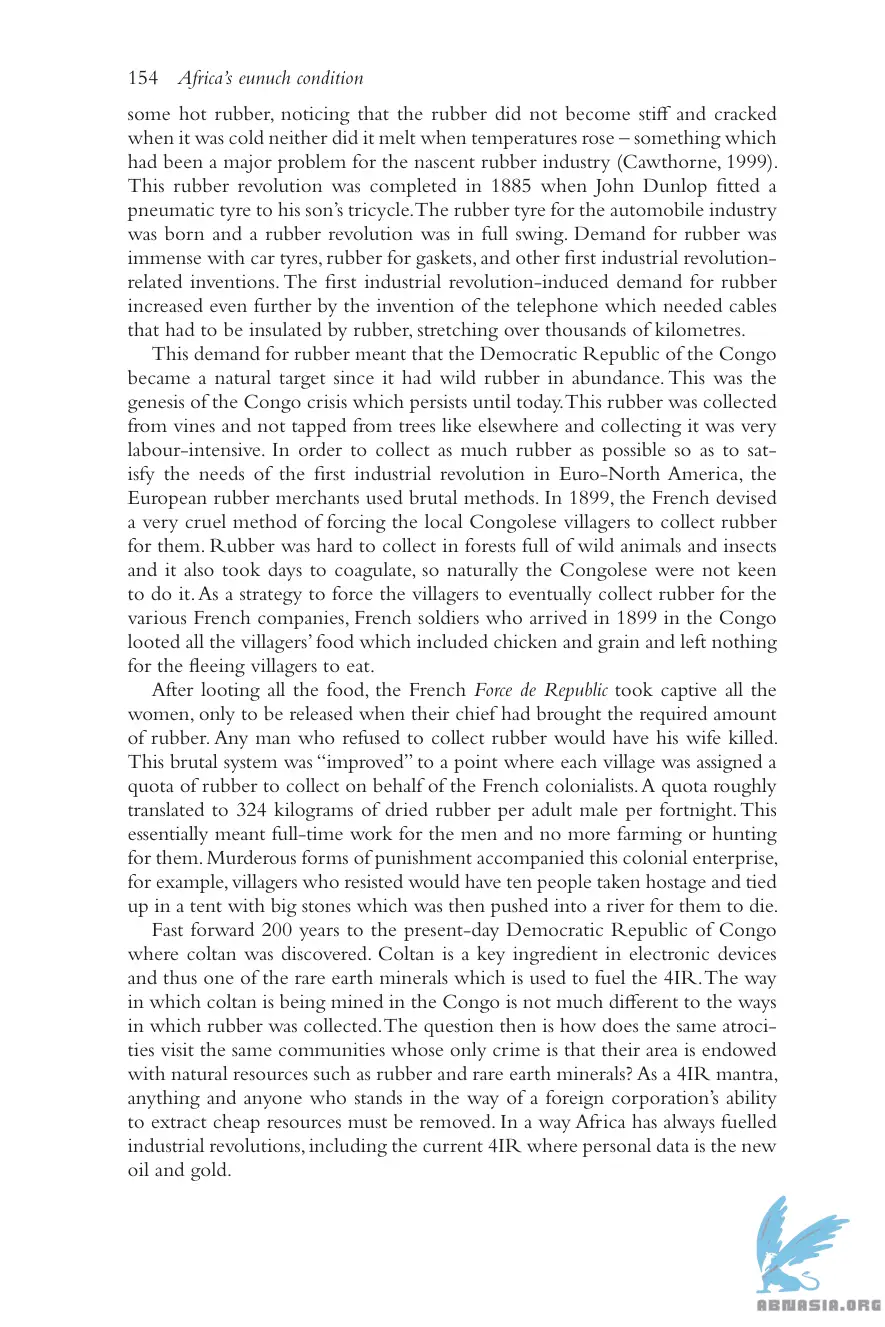 154 Africa’s eunuch condition
some hot rubber, noticing that the rubber did not become stiff and cracked
when it was cold neither did it melt when temperatures rose – something which
had been a major problem for the nascent rubber industry (Cawthorne, 1999).
This rubber revolution was completed in 1885 when John Dunlop fitted a
pneumatic tyre to his son’s tricycle. The rubber tyre for the automobile industry
was born and a rubber revolution was in full swing. Demand for rubber was
immense with car tyres, rubber for gaskets, and other first industrial revolution-
related inventions. The first industrial revolution-induced demand for rubber
increased even further by the invention of the telephone which needed cables
that had to be insulated by rubber, stretching over thousands of kilometres.
This demand for rubber meant that the Democratic Republic of the Congo
became a natural target since it had wild rubber in abundance. This was the
genesis of the Congo crisis which persists until today. This rubber was collected
from vines and not tapped from trees like elsewhere and collecting it was very
labour-intensive. In order to collect as much rubber as possible so as to sat-
isfy the needs of the first industrial revolution in Euro-North America, the
European rubber merchants used brutal methods. In 1899, the French devised
a very cruel method of forcing the local Congolese villagers to collect rubber
for them. Rubber was hard to collect in forests full of wild animals and insects
and it also took days to coagulate, so naturally the Congolese were not keen
to do it. As a strategy to force the villagers to eventually collect rubber for the
various French companies, French soldiers who arrived in 1899 in the Congo
looted all the villagers’ food which included chicken and grain and left nothing
for the fleeing villagers to eat.
After looting all the food, the French Force de Republic took captive all the
women, only to be released when their chief had brought the required amount
of rubber. Any man who refused to collect rubber would have his wife killed.
This brutal system was “improved” to a point where each village was assigned a
quota of rubber to collect on behalf of the French colonialists. A quota roughly
translated to 324 kilograms of dried rubber per adult male per fortnight. This
essentially meant full-time work for the men and no more farming or hunting
for them. Murderous forms of punishment accompanied this colonial enterprise,
for example, villagers who resisted would have ten people taken hostage and tied
up in a tent with big stones which was then pushed into a river for them to die.
Fast forward 200 years to the present-day Democratic Republic of Congo
where coltan was discovered. Coltan is a key ingredient in electronic devices
and thus one of the rare earth minerals which is used to fuel the 4IR. The way
in which coltan is being mined in the Congo is not much different to the ways
in which rubber was collected. The question then is how does the same atroci-
ties visit the same communities whose only crime is that their area is endowed
with natural resources such as rubber and rare earth minerals? As a 4IR mantra,
anything and anyone who stands in the way of a foreign corporation’s ability
to extract cheap resources must be removed. In a way Africa has always fuelled
industrial revolutions, including the current 4IR where personal data is the new
oil and gold.
ABNASIA.ORG